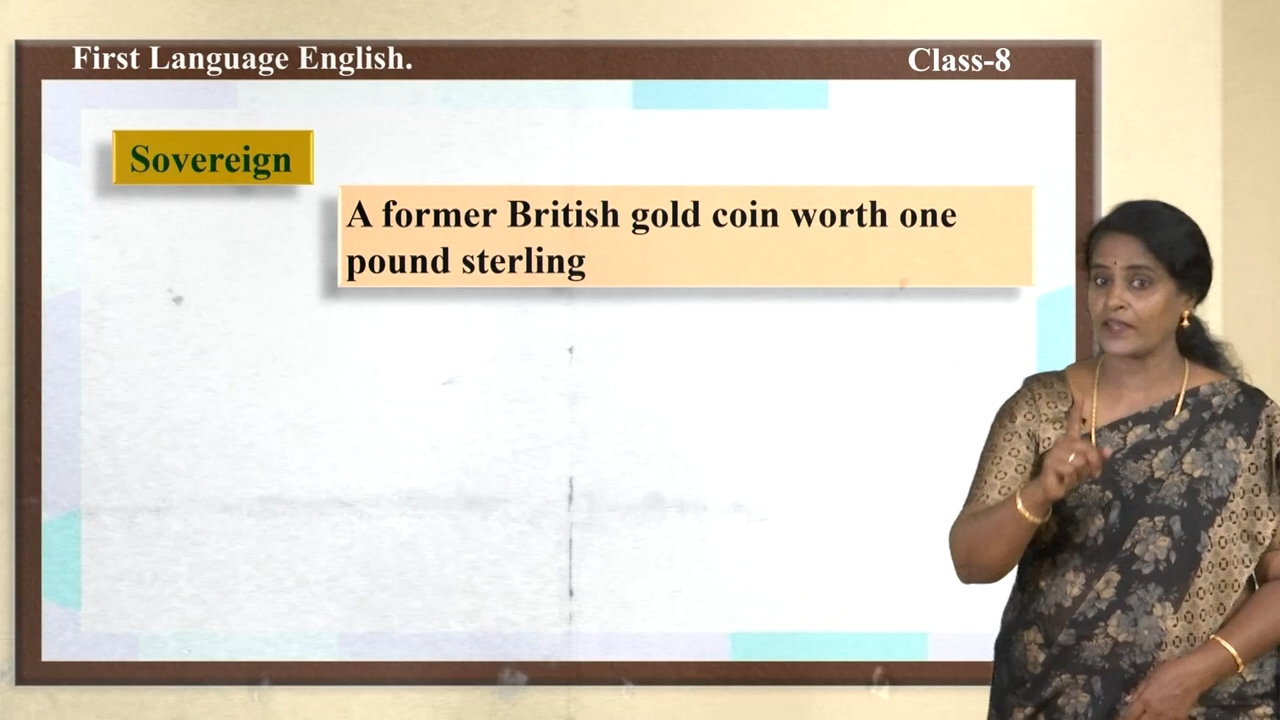 First Language English.
Class-8
Sovereign
A former British gold coin worth one
pound sterling